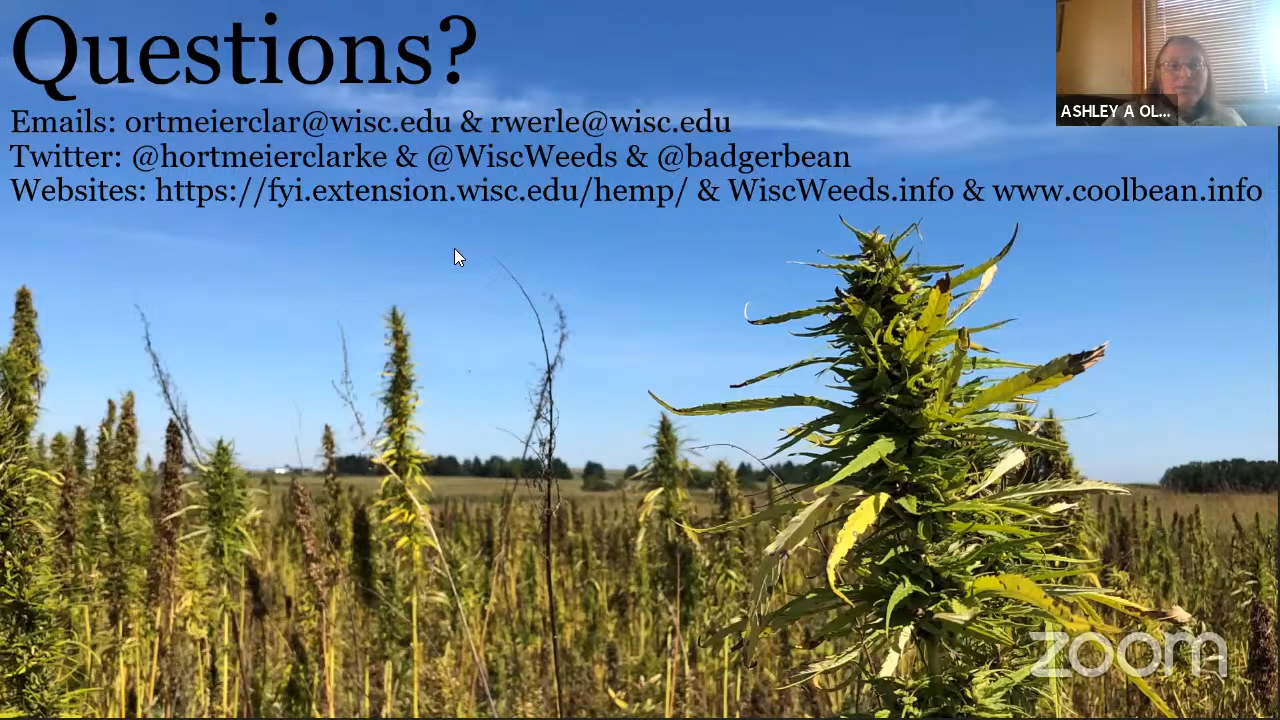 Questions?
Emails: ortmeierclar@wisc.edu & rwerle@wisc.edu
Twitter: @hortmeierclarke & @WiscWeeds & @badgerbean
Websites: https://fyi.extension.wisc.edu/hemp/ & WiscWeeds.info & www.coolbean.info
ASHLEY A OL...
zoom